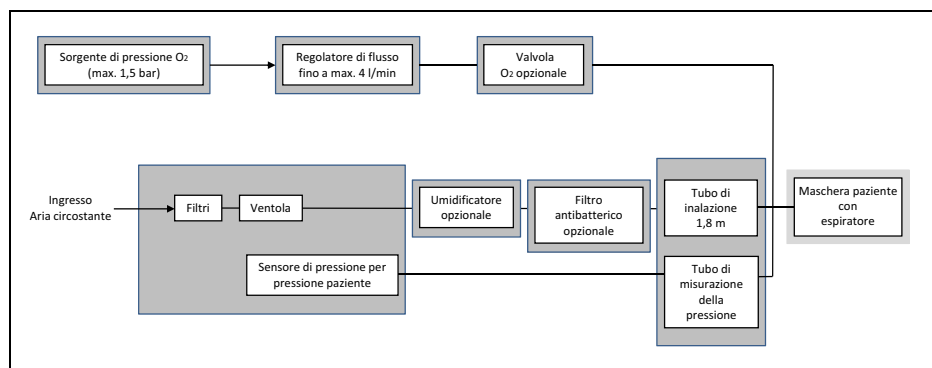 Sorgente di pressione O₂
(max. 1,5 bar)
Regolatore di flusso
fino a max. 4 l/min
Valvola
O₂ opzionale
Ingresso
Aria circostante
Filtri
Ventola
Umidificatore
opzionale
Filtro
antibatterico
opzionale
Tubo di
inalazione
1,8 m
Maschera paziente
con
espiratore
Sensore di pressione per
pressione paziente
Tubo di
misurazione
della
pressione